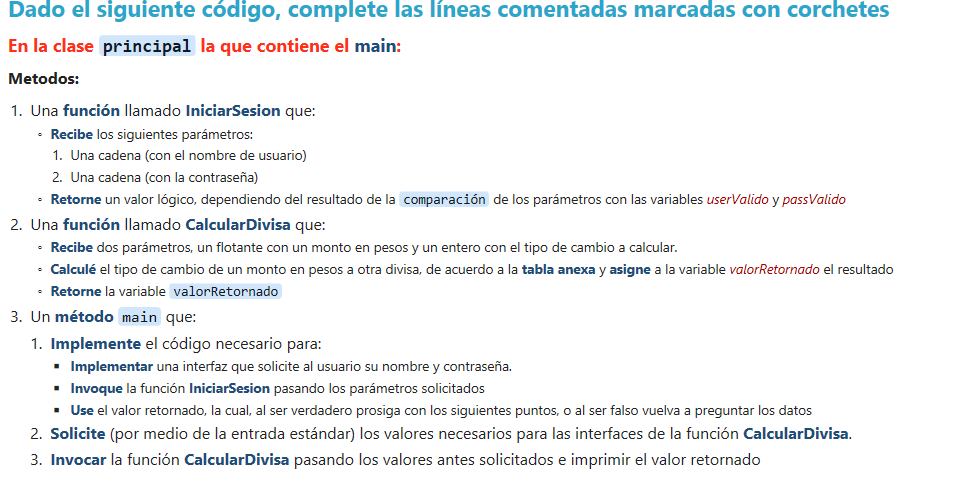 Dado el siguiente código, complete las líneas comentadas marcadas con corchetes
En la clase principal la que contiene el main:
Metodos:
1. Una función llamado IniciarSesion que:
◦ Recibe los siguientes parámetros:
1. Una cadena (con el nombre de usuario)
2. Una cadena (con la contraseña)
◦ Retorne un valor lógico, dependiendo del resultado de la comparación de los parámetros con las variables userValido y passValido
2. Una función llamado CalcularDivisa que:
◦ Recibe dos parámetros, un flotante con un monto en pesos y un entero con el tipo de cambio a calcular.
◦ Calculé el tipo de cambio de un monto en pesos a otra divisa, de acuerdo a la tabla anexa y asigne a la variable valorRetornado el resultado
◦ Retorne la variable valorRetornado
3. Un método main que:
1. Implemente el código necesario para:
▪ Implementar una interfaz que solicite al usuario su nombre y contraseña.
▪ Invoque la función IniciarSesion pasando los parámetros solicitados
▪ Use el valor retornado, la cual, al ser verdadero prosiga con los siguientes puntos, o al ser falso vuelva a preguntar los datos
2. Solicite (por medio de la entrada estándar) los valores necesarios para las interfaces de la función CalcularDivisa.
3. Invocar la función CalcularDivisa pasando los valores antes solicitados e imprimir el valor retornado